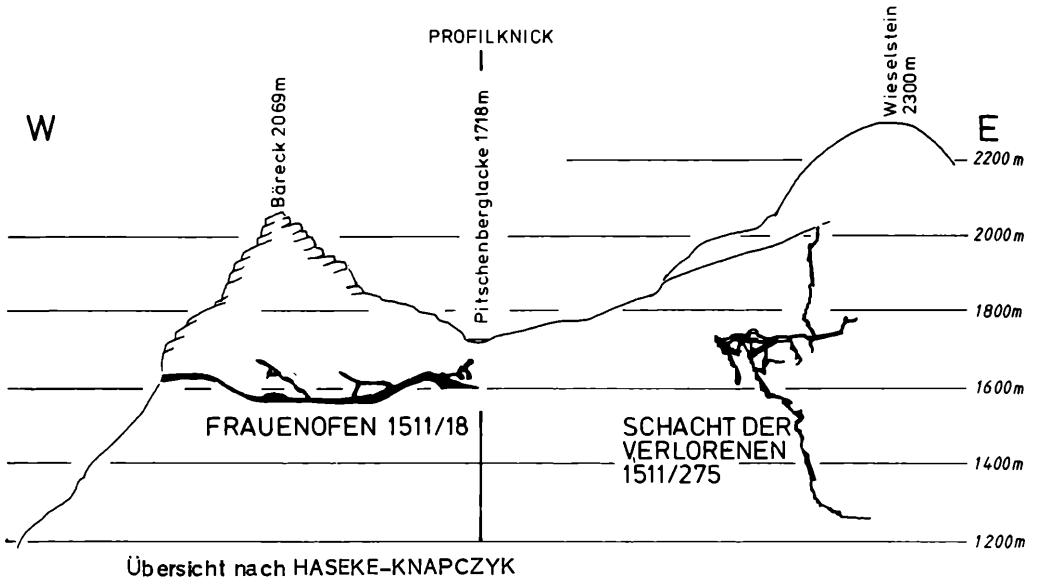 PROFILKNICK
W
Bäreck 2069m
Pitschenberglacke 1718m
Wieselstein
2300m
E
2200m
2000m
1800m
1600m
FRAUENOFEN 1511/18
SCHACHT DER
VERLORENEN
1511/275
1400m
1200m
Übersicht nach HASEKE-KNAPCZYK